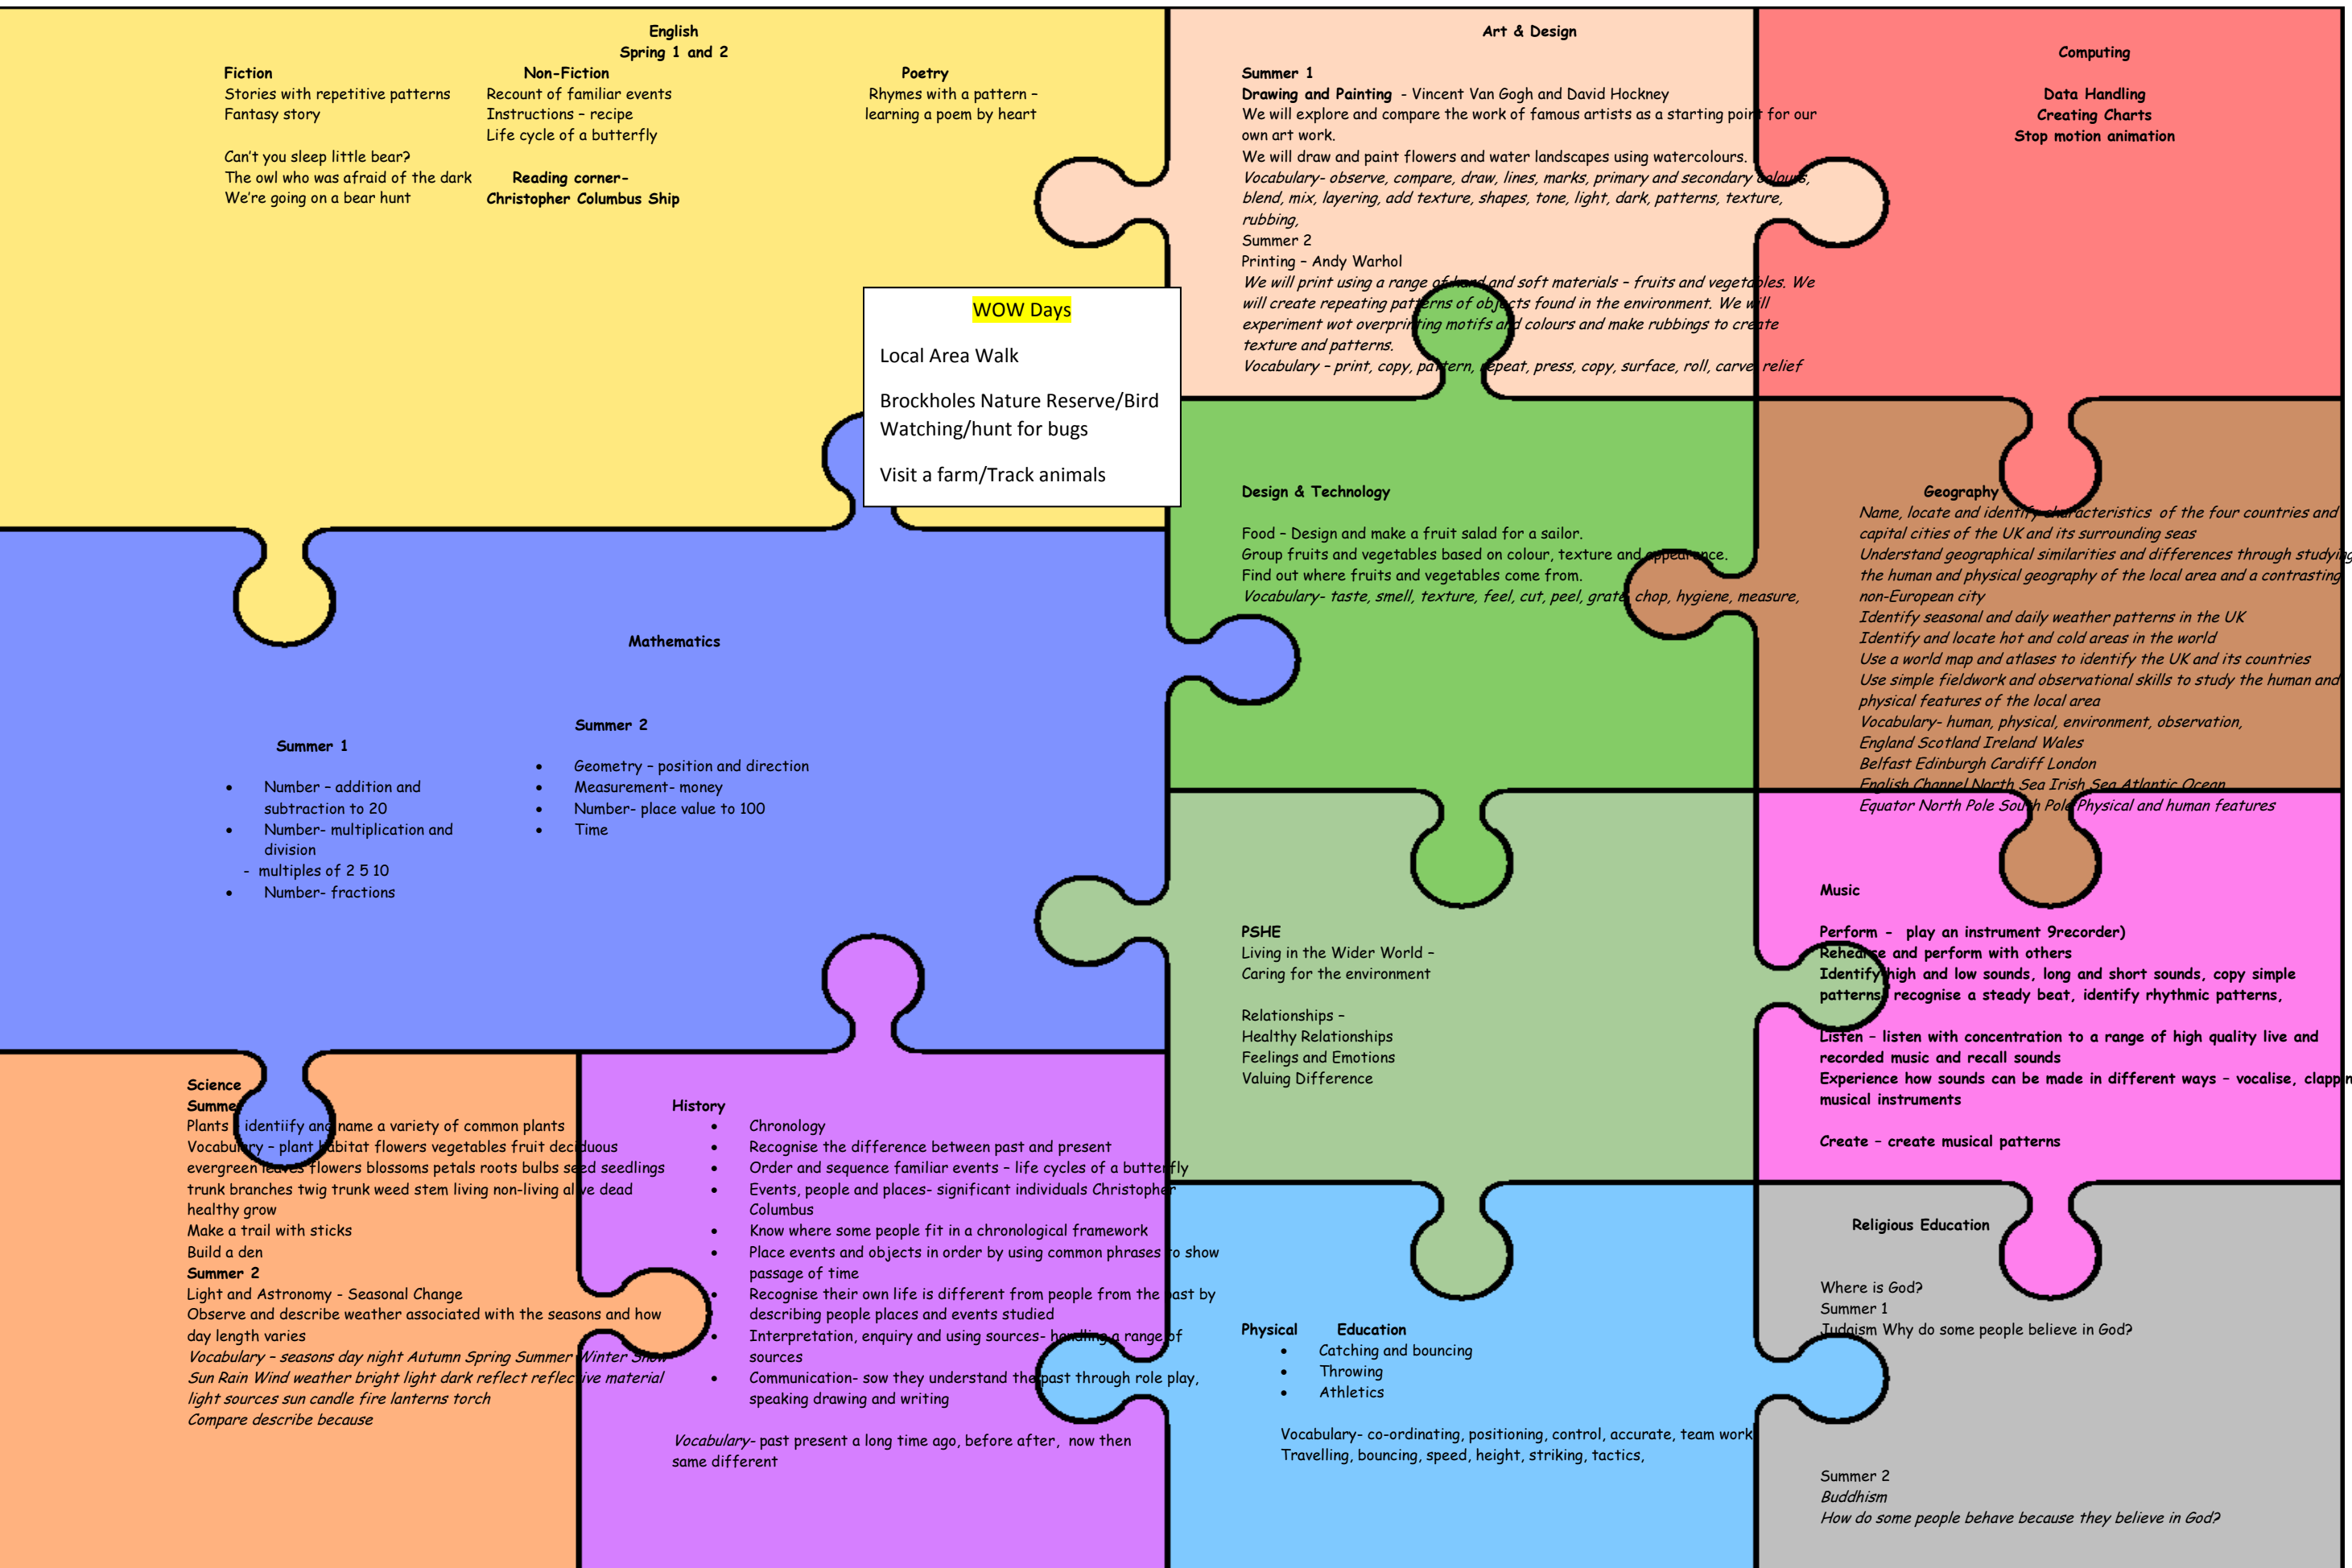 English
Spring 1 and 2
Fiction
Stories with repetitive patterns
Fantasy story
Can't you sleep little bear?
The owl who was afraid of the dark
We're going on a bear hunt
Non-Fiction
Recount of familiar events
Instructions – recipe
Life cycle of a butterfly
Reading corner-
Christopher Columbus Ship
Poetry
Rhymes with a pattern –
learning a poem by heart
WOW Days
Local Area Walk
Brockholes Nature Reserve/Bird
Watching/hunt for bugs
Visit a farm/Track animals
Art & Design
Summer 1
Drawing and Painting - Vincent Van Gogh and David Hockney
We will explore and compare the work of famous artists as a starting point for our
own art work.
We will draw and paint flowers and water landscapes using watercolours.
Vocabulary- observe, compare, draw, lines, marks, primary and secondary colours,
blend, mix, layering, add texture, shapes, tone, light, dark, patterns, texture,
rubbing,
Summer 2
Printing – Andy Warhol
We will print using a range of hard and soft materials – fruits and vegetables. We
will create repeating patterns of objects found in the environment. We will
experiment wot overprinting motifs and colours and make rubbings to create
texture and patterns.
Vocabulary – print, copy, pattern, repeat, press, copy, surface, roll, carve, relief
Computing
Data Handling
Creating Charts
Stop motion animation
Mathematics
Summer 1
• Number – addition and
subtraction to 20
• Number- multiplication and
division
- multiples of 2 5 10
• Number- fractions
Summer 2
• Geometry – position and direction
• Measurement- money
• Number- place value to 100
• Time
Design & Technology
Food – Design and make a fruit salad for a sailor.
Group fruits and vegetables based on colour, texture and appearance.
Find out where fruits and vegetables come from.
Vocabulary- taste, smell, texture, feel, cut, peel, grate, chop, hygiene, measure,
Geography
Name, locate and identify characteristics of the four countries and
capital cities of the UK and its surrounding seas
Understand geographical similarities and differences through studying
the human and physical geography of the local area and a contrasting
non-European city
Identify seasonal and daily weather patterns in the UK
Identify and locate hot and cold areas in the world
Use a world map and atlases to identify the UK and its countries
Use simple fieldwork and observational skills to study the human and
physical features of the local area
Vocabulary- human, physical, environment, observation,
England Scotland Ireland Wales
Belfast Edinburgh Cardiff London
English Channel North Sea Irish Sea Atlantic Ocean
Equator North Pole South Pole Physical and human features
PSHE
Living in the Wider World –
Caring for the environment
Relationships –
Healthy Relationships
Feelings and Emotions
Valuing Difference
Music
Perform - play an instrument 9recorder)
Rehearse and perform with others
Identify high and low sounds, long and short sounds, copy simple
patterns, recognise a steady beat, identify rhythmic patterns,
Listen – listen with concentration to a range of high quality live and
recorded music and recall sounds
Experience how sounds can be made in different ways – vocalise, clappin
musical instruments
Create – create musical patterns
Science
Summe
Plants identiify and name a variety of common plants
Vocabulary – plant habitat flowers vegetables fruit deciduous
evergreen leaves flowers blossoms petals roots bulbs seed seedlings
trunk branches twig trunk weed stem living non-living alive dead
healthy grow
Make a trail with sticks
Build a den
Summer 2
Light and Astronomy - Seasonal Change
Observe and describe weather associated with the seasons and how
day length varies
Vocabulary – seasons day night Autumn Spring Summer Winter Snow
Sun Rain Wind weather bright light dark reflect reflective material
light sources sun candle fire lanterns torch
Compare describe because
History
• Chronology
• Recognise the difference between past and present
• Order and sequence familiar events – life cycles of a butterfly
• Events, people and places- significant individuals Christopher
Columbus
• Know where some people fit in a chronological framework
• Place events and objects in order by using common phrases to show
passage of time
• Recognise their own life is different from people from the past by
describing people places and events studied
• Interpretation, enquiry and using sources- handling a range of
sources
• Communication- sow they understand the past through role play,
speaking drawing and writing
Vocabulary- past present a long time ago, before after, now then
same different
Physical Education
• Catching and bouncing
• Throwing
• Athletics
Vocabulary- co-ordinating, positioning, control, accurate, team work
Travelling, bouncing, speed, height, striking, tactics,
Religious Education
Where is God?
Summer 1
Judaism Why do some people believe in God?
Summer 2
Buddhism
How do some people behave because they believe in God?